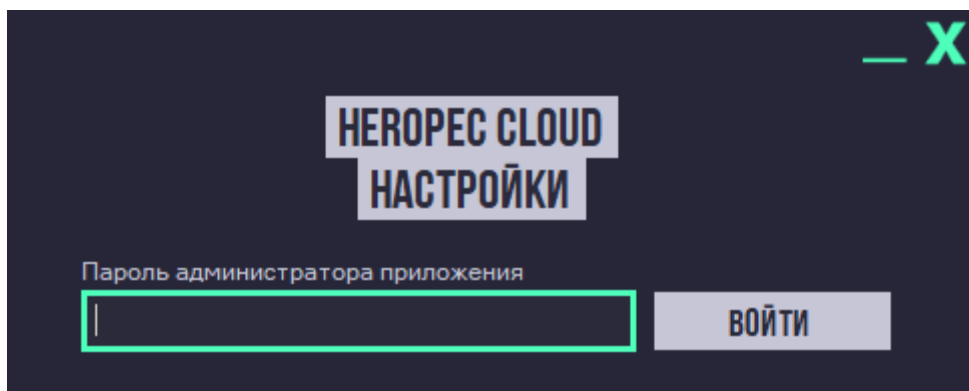 HEROPEC CLOUD
НАСТРОЙКИ
Пароль администратора приложения
ВОЙТИ